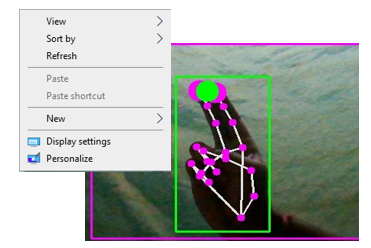 View
Sort by
Refresh
Paste
Paste shortcut
New
Display settings
Personalize